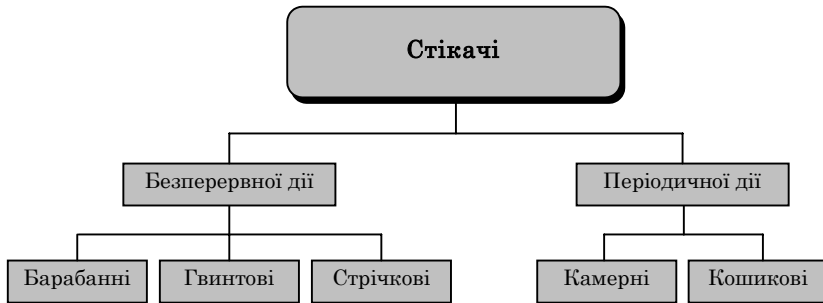 Стікачі
Безперервної дії
Періодичної дії
Барабанні
Гвинтові
Стрічкові
Камерні
Кошикові